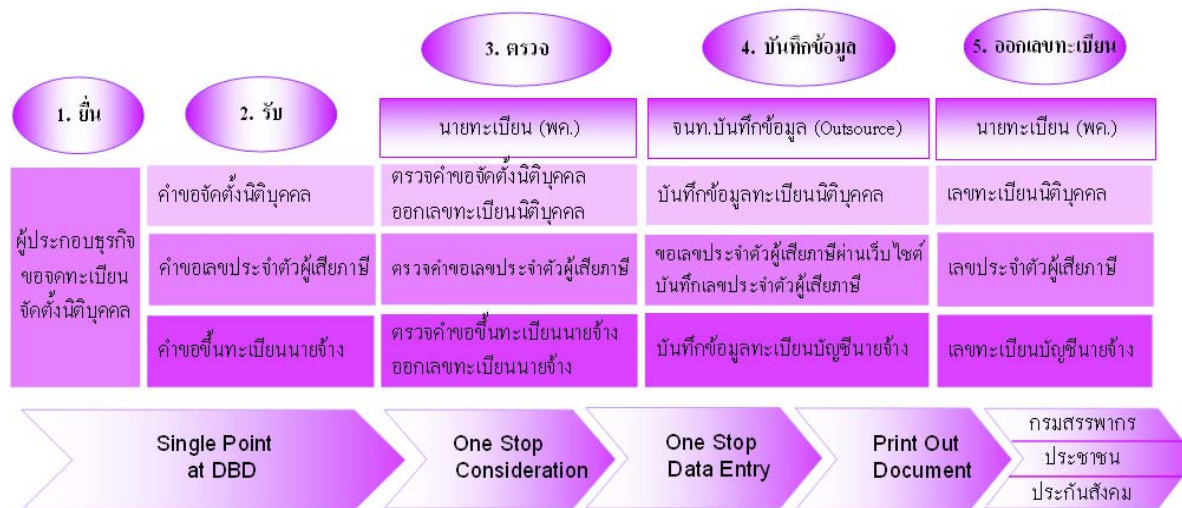 1. ยื่น
2. รับ
3. ตรวจ
4. บันทึกข้อมูล
5. ออกเลขทะเบียน
นายทะเบียน (พค.)
จนท.บันทึกข้อมูล (Outsource)
นายทะเบียน (พค.)
ผู้ประกอบธุรกิจ
ขอจดทะเบียน
จัดตั้งนิติบุคคล
คำขอจัดตั้งนิติบุคคล
ตรวจคำขอจัดตั้งนิติบุคคล
ออกเลขทะเบียนนิติบุคคล
บันทึกข้อมูลทะเบียนนิติบุคคล
เลขทะเบียนนิติบุคคล
คำขอเลขประจำตัวผู้เสียภาษี
ตรวจคำขอเลขประจำตัวผู้เสียภาษี
ขอเลขประจำตัวผู้เสียภาษีผ่านเว็บไซต์
บันทึกเลขประจำตัวผู้เสียภาษี
เลขประจำตัวผู้เสียภาษี
คำขอขึ้นทะเบียนนายจ้าง
ตรวจคำขอขึ้นทะเบียนนายจ้าง
ออกเลขทะเบียนนายจ้าง
บันทึกข้อมูลทะเบียนบัญชีนายจ้าง
เลขทะเบียนบัญชีนายจ้าง
Single Point
at DBD
One Stop
Consideration
One Stop
Data Entry
Print Out
Document
กรมสรรพากร
ประชาชน
ประกันสังคม